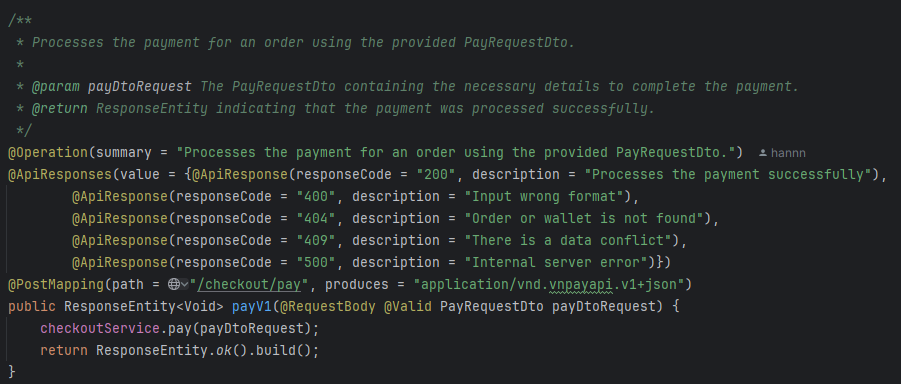 /**
 * Processes the payment for an order using the provided PayRequestDto.
 *
 * @param payDtoRequest The PayRequestDto containing the necessary details to complete the payment.
 * @return ResponseEntity indicating that the payment was processed successfully.
 */
@Operation(summary = "Processes the payment for an order using the provided PayRequestDto.") hannn
@ApiResponses(value = {@ApiResponse(responseCode = "200", description = "Processes the payment successfully"),
        @ApiResponse(responseCode = "400", description = "Input wrong format"),
        @ApiResponse(responseCode = "404", description = "Order or wallet is not found"),
        @ApiResponse(responseCode = "409", description = "There is a data conflict"),
        @ApiResponse(responseCode = "500", description = "Internal server error")})
@PostMapping(path = "/checkout/pay", produces = "application/vnd.vnpayapi.v1+json")
public ResponseEntity<Void> payV1(@RequestBody @Valid PayRequestDto payDtoRequest) {
    checkoutService.pay(payDtoRequest);
    return ResponseEntity.ok().build();
}